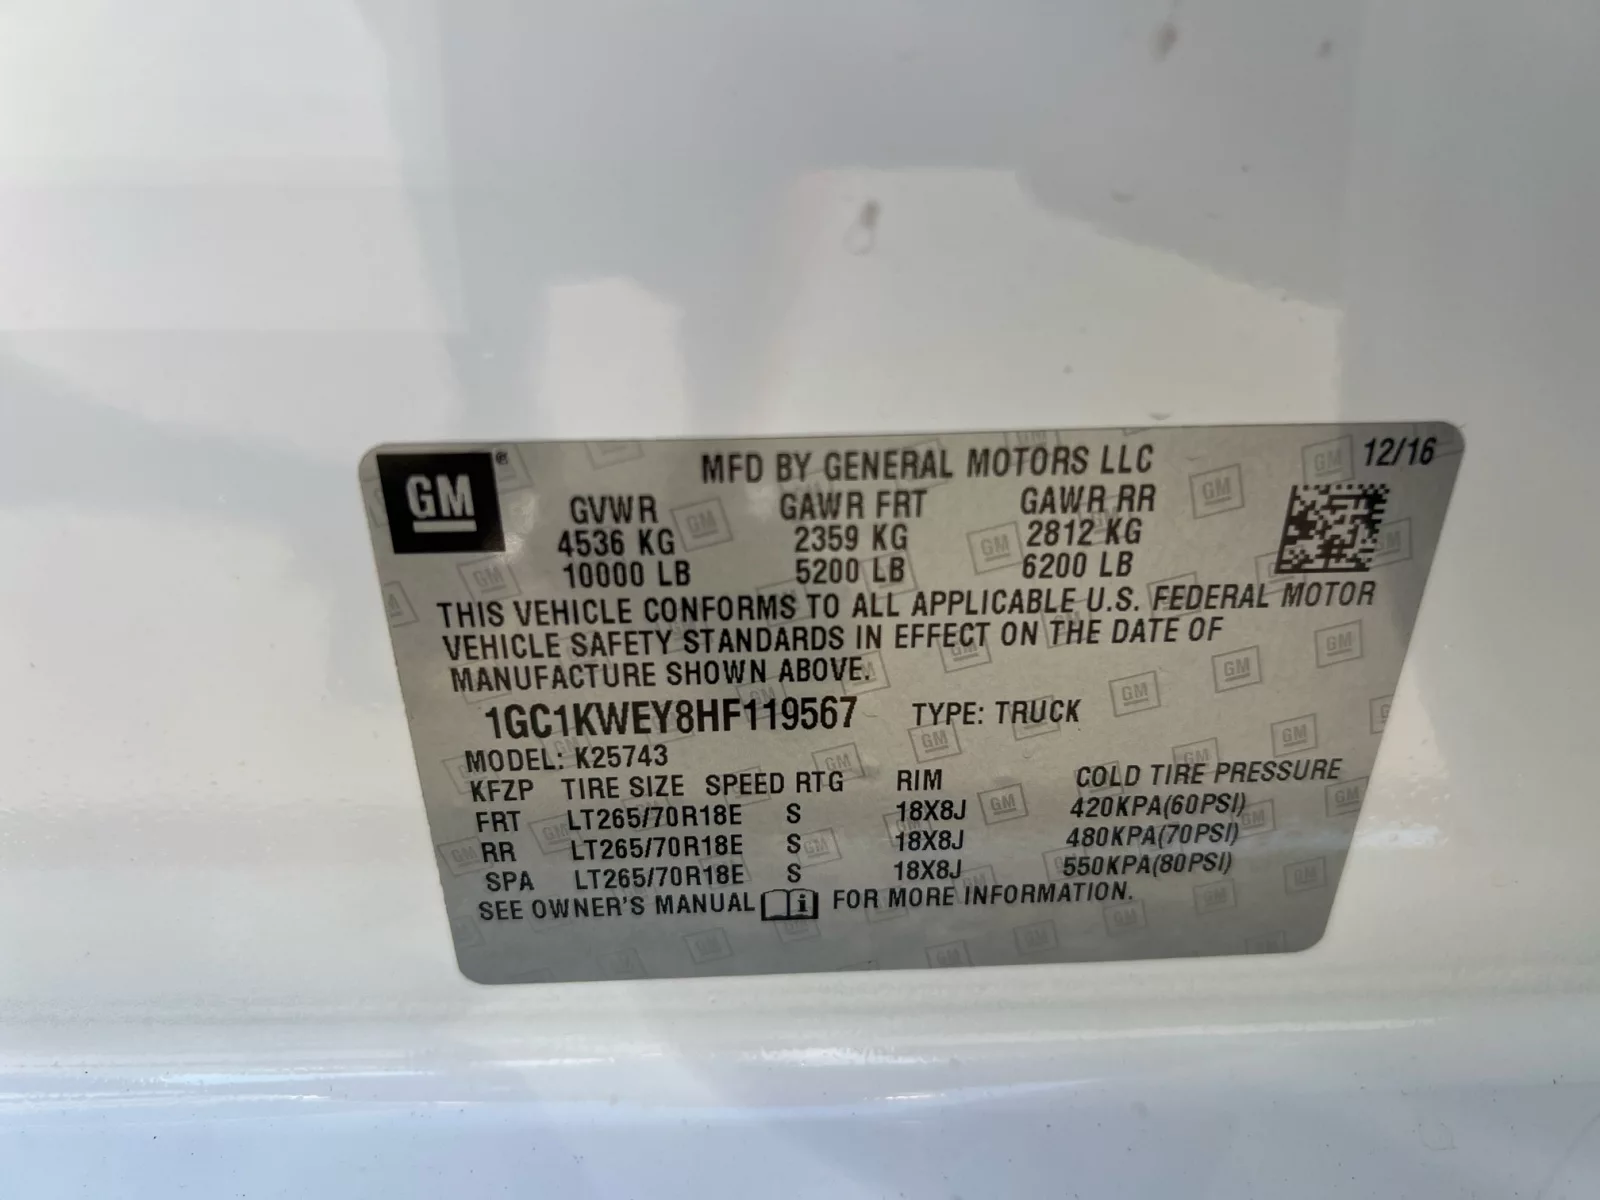 GM ® MFD BY GENERAL MOTORS LLC 12/16
GVWR GAWR FRT GAWR RR
4536 KG 2359 KG 2812 KG
10000 LB 5200 LB 6200 LB
THIS VEHICLE CONFORMS TO ALL APPLICABLE U.S. FEDERAL MOTOR
VEHICLE SAFETY STANDARDS IN EFFECT ON THE DATE OF
MANUFACTURE SHOWN ABOVE.
1GC1KWEY8HF119567 TYPE: TRUCK
MODEL: K25743
KFZP TIRE SIZE SPEED RTG RIM COLD TIRE PRESSURE
FRT LT265/70R18E S 18X8J 420KPA(60PSI)
RR LT265/70R18E S 18X8J 480KPA(70PSI)
SPA LT265/70R18E S 18X8J 550KPA(80PSI)
SEE OWNER'S MANUAL i FOR MORE INFORMATION.